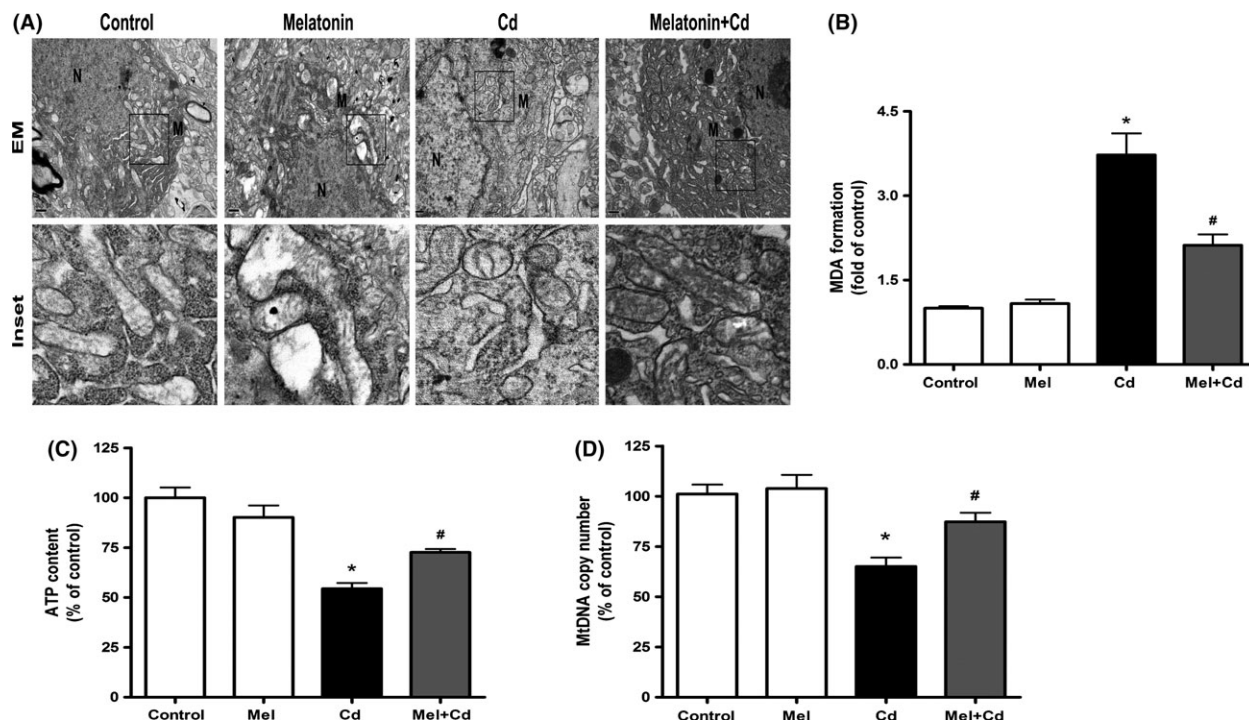 (A)
Control Melatonin Cd Melatonin+Cd
EM
N M
M N
M N
N M
Inset
(B)
MDA formation
(fold of control)
4.5
3.0
1.5
0.0
*
#
Control Mel Cd Mel+Cd
(C)
ATP content
(% of control)
125
100
75
50
25
0
*
#
Control Mel Cd Mel+Cd
(D)
MtDNA copy number
(% of control)
125
100
75
50
25
0
*
#
Control Mel Cd Mel+Cd